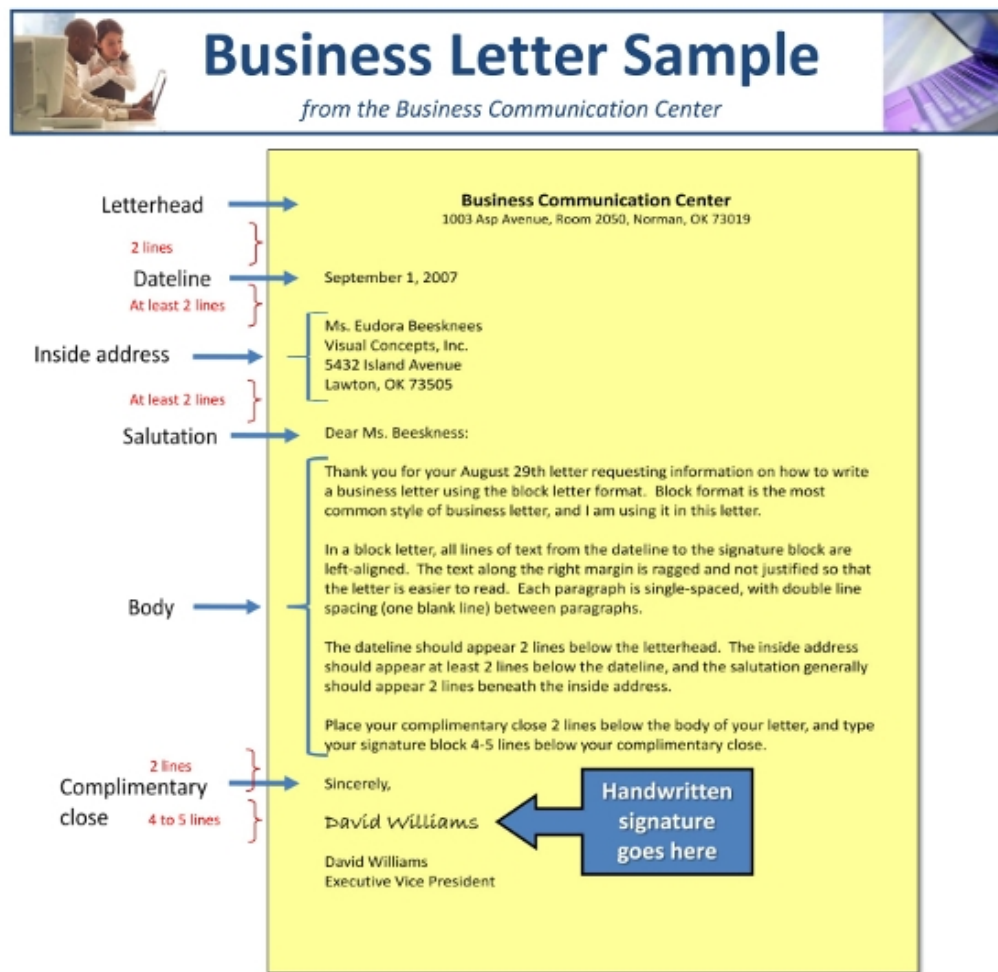 Business Letter Sample
from the Business Communication Center
Letterhead
Business Communication Center
1003 Asp Avenue, Room 2050, Norman, OK 73019
2 lines
Dateline
September 1, 2007
At least 2 lines
Inside address
Ms. Eudora Beesknees
Visual Concepts, Inc.
5432 Island Avenue
Lawton, OK 73505
At least 2 lines
Salutation
Dear Ms. Beeskness:
Body
Thank you for your August 29th letter requesting information on how to write
a business letter using the block letter format.  Block format is the most
common style of business letter, and I am using it in this letter.
In a block letter, all lines of text from the dateline to the signature block are
left-aligned.  The text along the right margin is ragged and not justified so that
the letter is easier to read.  Each paragraph is single-spaced, with double line
spacing (one blank line) between paragraphs.
The dateline should appear 2 lines below the letterhead.  The inside address
should appear at least 2 lines below the dateline, and the salutation generally
should appear 2 lines beneath the inside address.
Place your complimentary close 2 lines below the body of your letter, and type
your signature block 4-5 lines below your complimentary close.
2 lines
Complimentary
close
Sincerely,
4 to 5 lines
David Williams
Handwritten
signature
goes here
David Williams
Executive Vice President